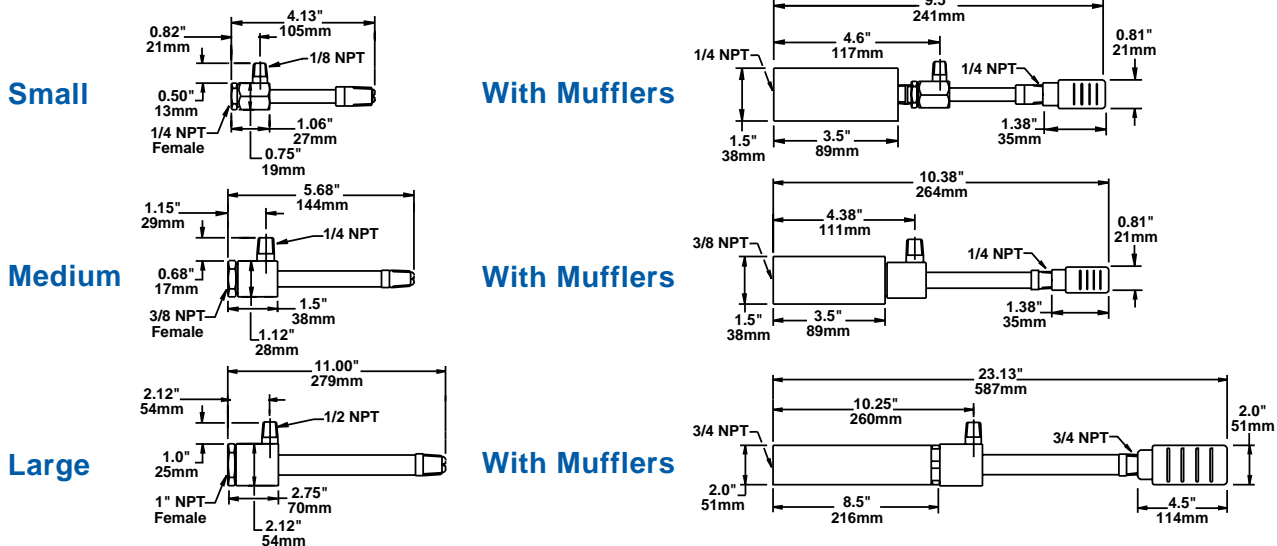 Small
4.13"
105mm
0.82"
21mm
1/8 NPT
0.50"
13mm
1/4 NPT
Female
1.06"
27mm
0.75"
19mm
With Mufflers
241mm
4.6"
117mm
1/4 NPT
1/4 NPT
0.81"
21mm
1.5"
38mm
3.5"
89mm
1.38"
35mm
Medium
5.68"
144mm
1.15"
29mm
1/4 NPT
0.68"
17mm
3/8 NPT
Female
1.5"
38mm
1.12"
28mm
With Mufflers
10.38"
264mm
4.38"
111mm
3/8 NPT
1/4 NPT
0.81"
21mm
1.5"
38mm
3.5"
89mm
1.38"
35mm
Large
11.00"
279mm
2.12"
54mm
1/2 NPT
1.0"
25mm
1" NPT
Female
2.75"
70mm
2.12"
54mm
With Mufflers
23.13"
587mm
10.25"
260mm
3/4 NPT
3/4 NPT
2.0"
51mm
2.0"
51mm
8.5"
216mm
4.5"
114mm